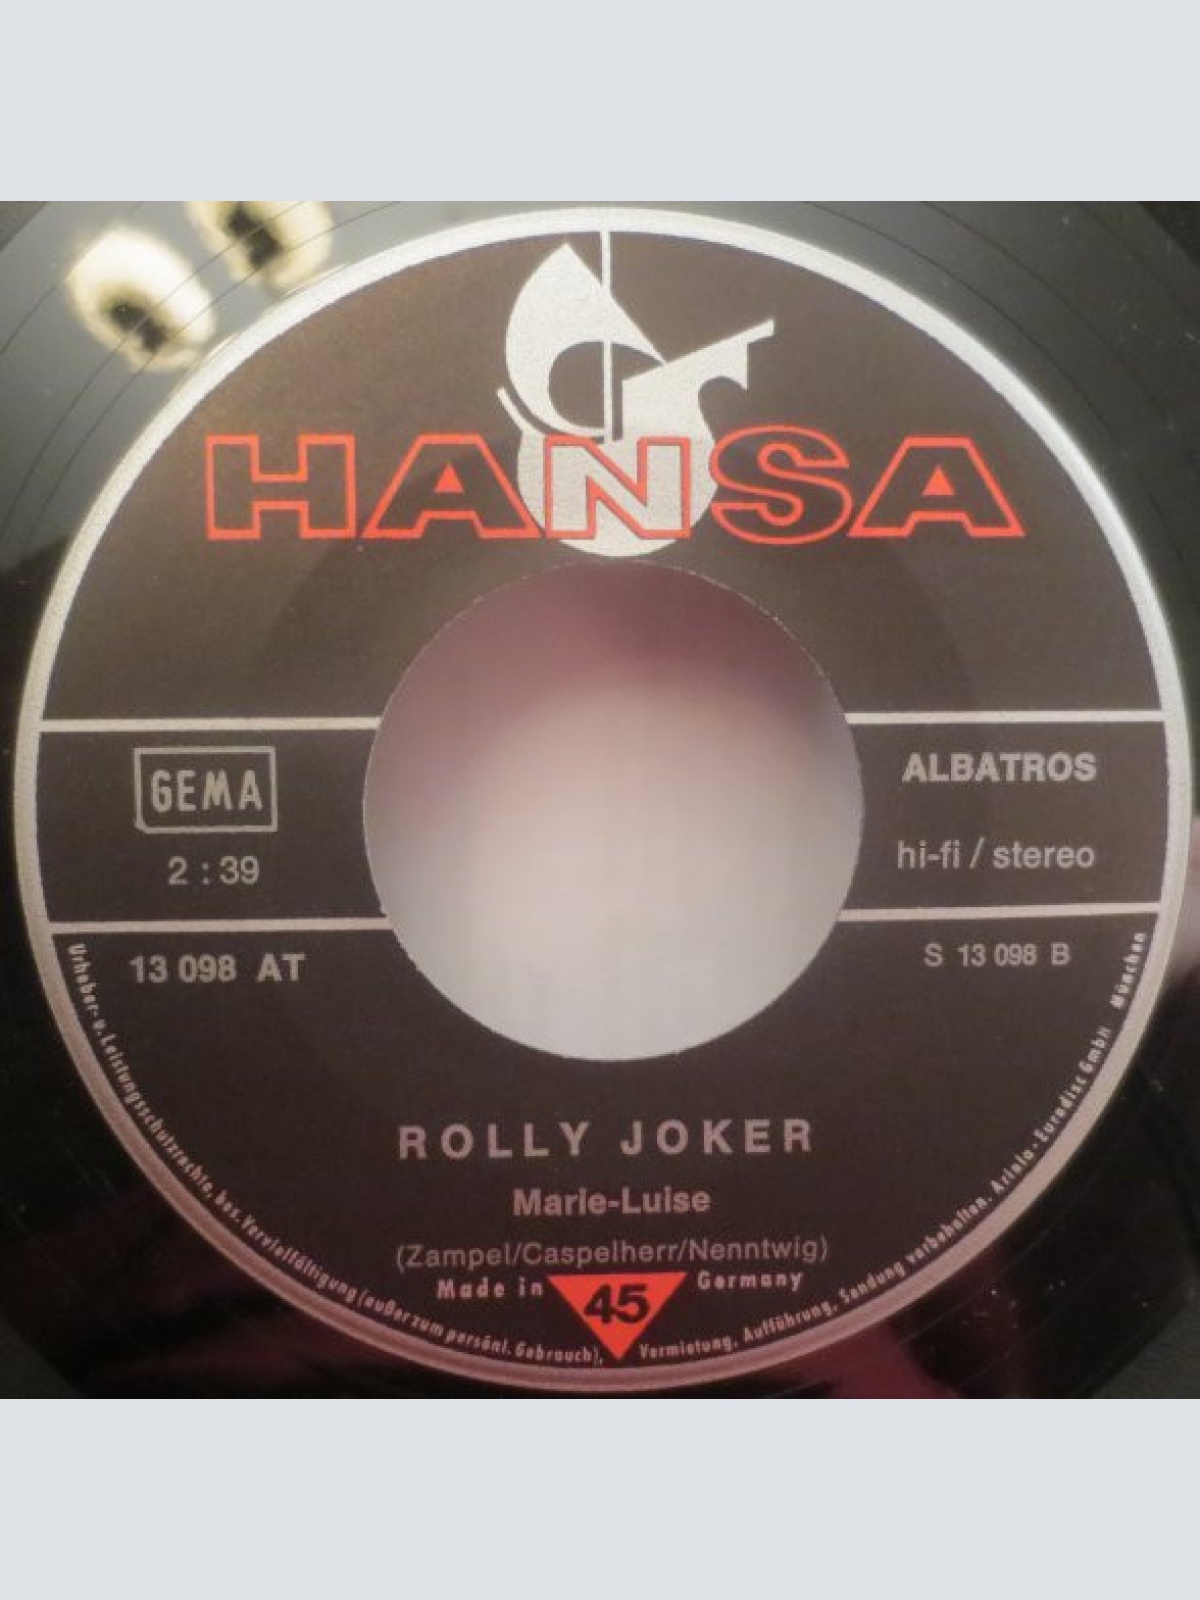 HANSA
GEMA
2 : 39
ALBATROS
hi-fi / stereo
13 098 AT
S 13 098 B
ROLLY JOKER
Marie-Luise
(Zampel/Caspelherr/Nenntwig)
Made in 45 Germany
Urheber- u. Leistungsschutzrechte, bes. Vervielfältigung (außer zum persönl. Gebrauch), Vermietung, Aufführung, Sendung vorbehalten. Ariola-Eurodisc GmbH München